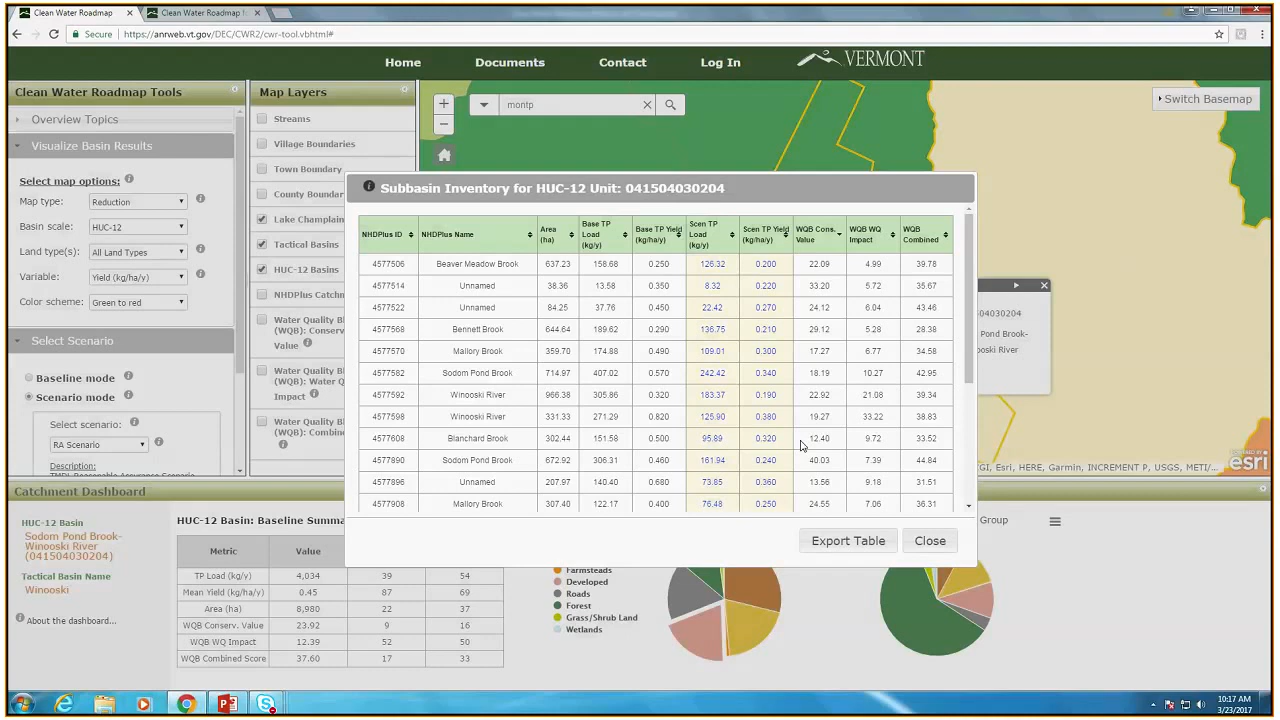 Clean Water Roadmap
Clean Water Roadmap f
Secure
https://anrweb.vt.gov/DEC/CWR2/cwr-tool.vbhtml#
Home Documents Contact Log In VERMONT
Clean Water Roadmap Tools
Overview Topics
Visualize Basin Results
Select map options:
Map type: Reduction
Basin scale: HUC-12
Land type(s): All Land Types
Variable: Yield (kg/ha/y)
Color scheme: Green to red
Select Scenario
Baseline mode
Scenario mode
Select scenario:
RA Scenario
Description:
Map Layers
Streams
Village Boundaries
Town Boundary
County Boundar
Lake Champlain
Tactical Basins
HUC-12 Basins
NHDPlus Catchn
Water Quality B
(WQB): Conserv
Value
Water Quality B
(WQB): Water Q
Impact
Water Quality B
(WQB): Combine
montp
Switch Basemap
Subbasin Inventory for HUC-12 Unit: 041504030204
NHDPlus ID NHDPlus Name Area (ha) Base TP Load (kg/y) Base TP Yield (kg/ha/y) Scen TP Load (kg/y) Scen TP Yield (kg/ha/y) WQB Cons. Value WQB WQ Impact WQB Combined
4577506 Beaver Meadow Brook 637.23 158.68 0.250 126.32 0.200 22.09 4.99 39.78
4577514 Unnamed 38.36 13.58 0.350 8.32 0.220 33.20 5.72 35.67
4577522 Unnamed 84.25 37.76 0.450 22.42 0.270 24.12 6.04 43.46
4577568 Bennett Brook 644.64 189.62 0.290 136.75 0.210 29.12 5.28 28.38
4577570 Mallory Brook 359.70 174.88 0.490 109.01 0.300 17.27 6.77 34.58
4577582 Sodom Pond Brook 714.97 407.02 0.570 242.42 0.340 18.19 10.27 42.95
4577592 Winooski River 966.38 305.86 0.320 183.37 0.190 22.92 21.08 39.34
4577598 Winooski River 331.33 271.29 0.820 125.90 0.380 19.27 33.22 38.83
4577608 Blanchard Brook 302.44 151.58 0.500 95.89 0.320 12.40 9.72 33.52
4577890 Sodom Pond Brook 672.92 306.31 0.460 161.94 0.240 40.03 7.39 44.84
4577896 Unnamed 207.97 140.40 0.680 73.85 0.360 13.56 9.18 31.51
4577908 Mallory Brook 307.40 122.17 0.400 76.48 0.250 24.55 7.06 36.31
Export Table Close
04030204
Pond Brook-
ooski River
GI, Esri, HERE, Garmin, INCREMENT P, USGS, METI/...
esri
Catchment Dashboard
HUC-12 Basin
Sodom Pond Brook-
Winooski River
(041504030204)
Tactical Basin Name
Winooski
About the dashboard...
HUC-12 Basin: Baseline Summa
Metric Value
TP Load (kg/y) 4,034 39 54
Mean Yield (kg/ha/y) 0.45 87 69
Area (ha) 8,980 22 37
WQB Conserv. Value 23.92 9 16
WQB WQ Impact 12.39 52 50
WQB Combined Score 37.60 17 33
Farmsteads
Developed
Roads
Forest
Grass/Shrub Land
Wetlands
Group
10:17 AM
3/23/2017